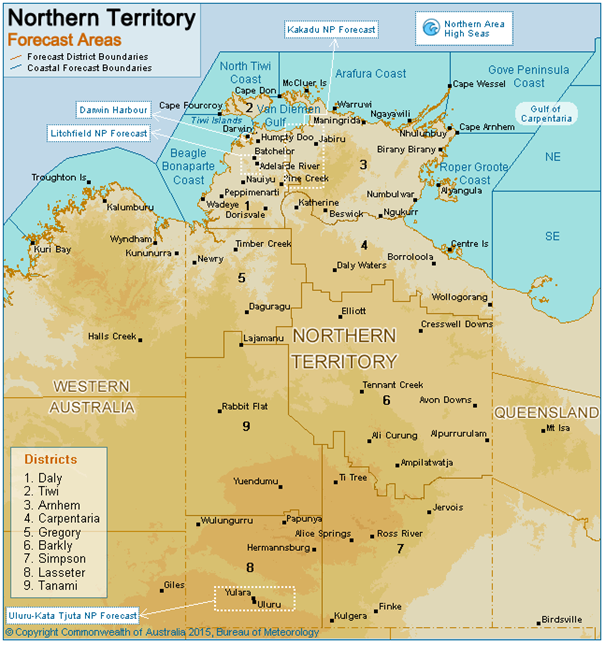 Northern Territory
Forecast Areas
Forecast District Boundaries
Coastal Forecast Boundaries
Kakadu NP Forecast
Northern Area
High Seas
North Tiwi
Coast
Arafura Coast
Gove Peninsula
Coast
McCluer Is
Cape Don
Cape Wessel
Darwin Harbour
Cape Fourcroy
2
Van Diemen
Gulf
Warruwi
Gulf of
Carpentaria
Tiwi Islands
Maningrida
Ngayawili
Litchfield NP Forecast
Darwin
Nhulunbuy
Cape Arnhem
Humpty Doo
Jabiru
Batchelor
Birany Birany
NE
Beagle
Bonaparte
Coast
Adelaide River
3
Roper Groote
Coast
Troughton Is
Nauiyu
Pine Creek
Alyangula
Peppimenarti
Numbulwar
Kalumburu
Wadeye
1
Katherine
Dorisvale
Beswick
Ngukurr
SE
Kuri Bay
Wyndham
Timber Creek
4
Centre Is
Kununurra
Newry
Borroloola
Daly Waters
5
Wollogorang
Daguragu
Elliott
Cresswell Downs
Halls Creek
Lajamanu
NORTHERN
TERRITORY
WESTERN
AUSTRALIA
Tennant Creek
6
Avon Downs
Rabbit Flat
QUEENSLAND
9
Mt Isa
Ali Curung
Alpurrurulam
Districts
1. Daly
2. Tiwi
3. Arnhem
4. Carpentaria
5. Gregory
6. Barkly
7. Simpson
8. Lasseter
9. Tanami
Ampilatwatja
Yuendumu
Ti Tree
Jervois
Wulungurru
Papunya
Alice Springs
Ross River
Hermannsburg
7
8
Giles
Yulara
Uluru
Uluru-Kata Tjuta NP Forecast
Finke
Kulgera
Birdsville
© Copyright Commonwealth of Australia 2015, Bureau of Meteorology